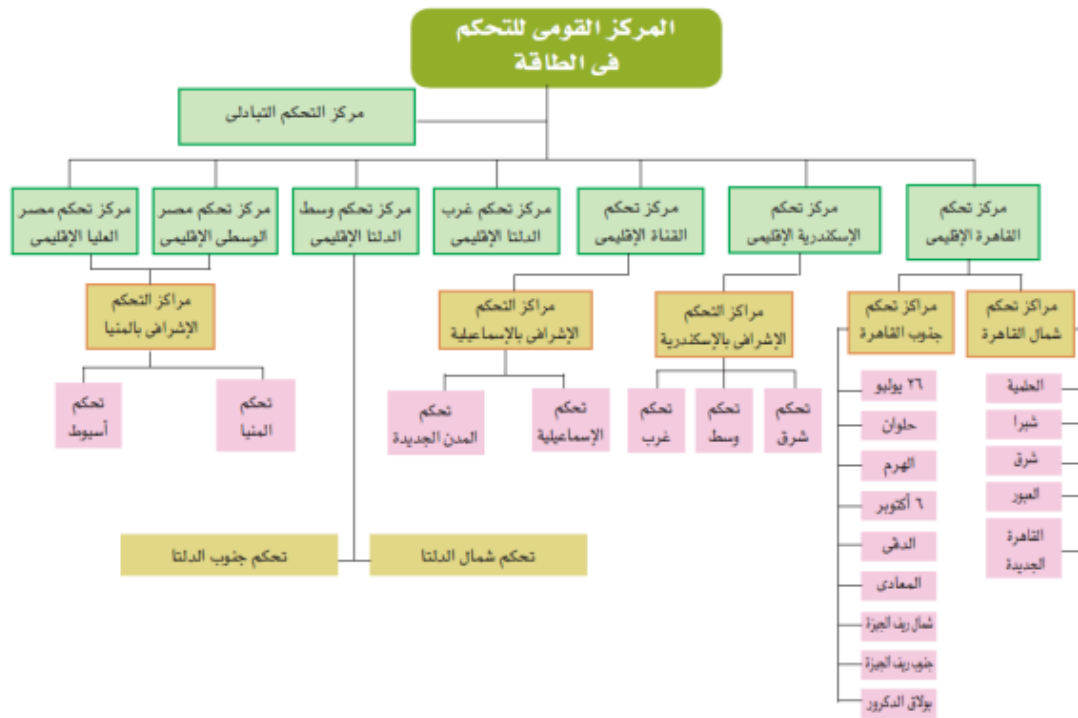 المركز القومى للتحكم
فى الطاقة
مركز التحكم التبادلى
مركز تحكم
القاهرة الإقليمى
مركز تحكم
الإسكندرية الإقليمى
مركز تحكم
القناة الإقليمى
مركز تحكم غرب
الدلتا الإقليمى
مركز تحكم وسط
الدلتا الإقليمى
مركز تحكم مصر
الوسطى الإقليمى
مركز تحكم مصر
العليا الإقليمى
مراكز تحكم
شمال القاهرة
مراكز تحكم
جنوب القاهرة
مراكز التحكم
الإشرافى بالإسكندرية
مراكز التحكم
الإشرافى بالإسماعيلية
مراكز التحكم
الإشرافى بالمنيا
العلمية
شبرا
شرق
العبور
القاهرة
الجديدة
٢٦ يوليو
حلوان
الهرم
٦ أكتوبر
الدقى
المعادى
شمال ريف الجيزة
جنوب ريف الجيزة
بولاق الدكرور
تحكم
شرق
تحكم
وسط
تحكم
غرب
تحكم
الإسماعيلية
تحكم
المدن الجديدة
تحكم
المنيا
تحكم
أسيوط
تحكم شمال الدلتا
تحكم جنوب الدلتا